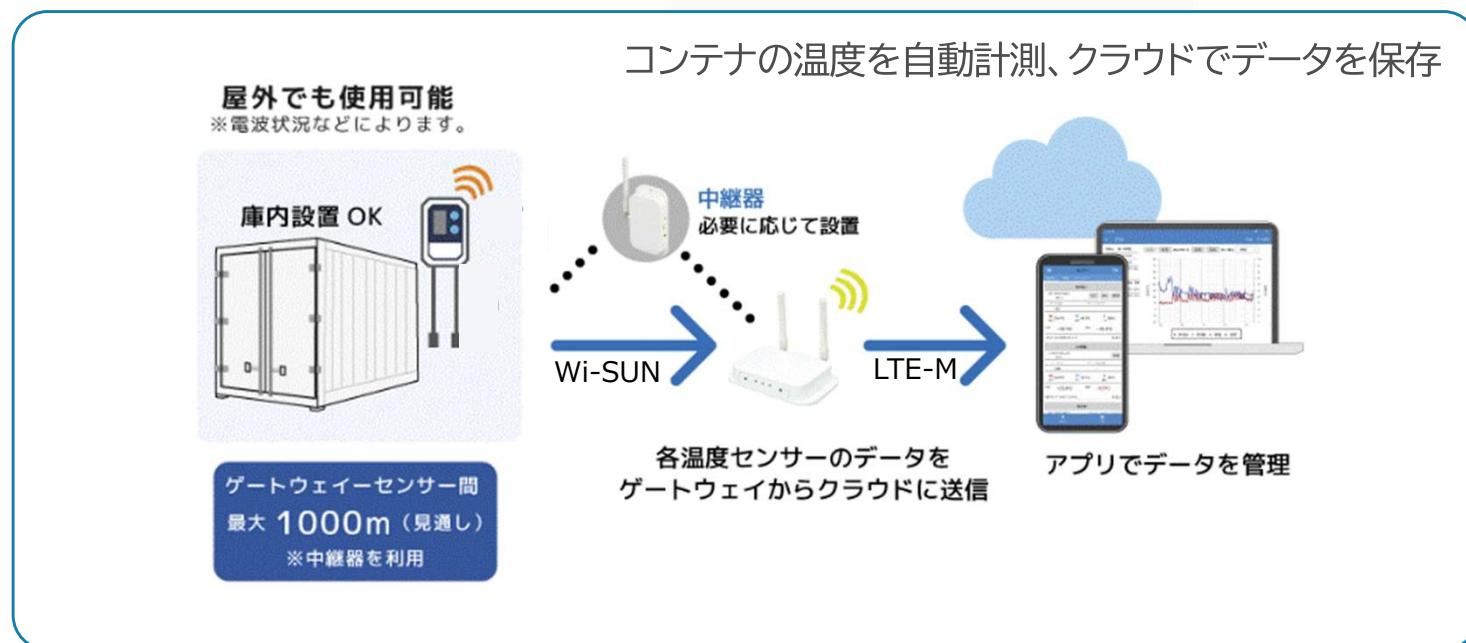 コンテナの温度を自動計測、クラウドでデータを保存
屋外でも使用可能
※電波状況などによります。
庫内設置 OK
中継器
必要に応じて設置
Wi-SUN
LTE-M
各温度センサーのデータを
ゲートウェイからクラウドに送信
アプリでデータを管理
ゲートウェイーセンサー間
最大 1000m（見通し）
※中継器を利用